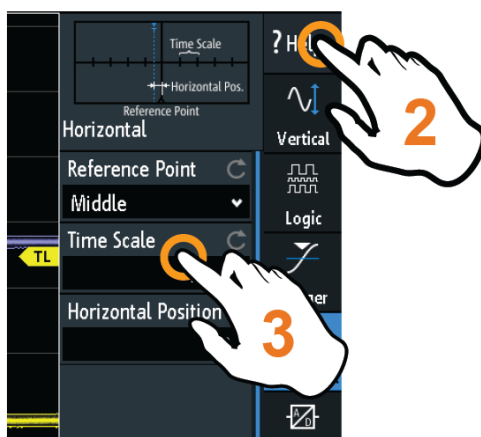 Time Scale
Horizontal Pos.
Reference Point
Horizontal
? Hel
Vertical
2
Reference Point
Middle
Logic
Time Scale
TL
ger
Horizontal Position
3
A
D